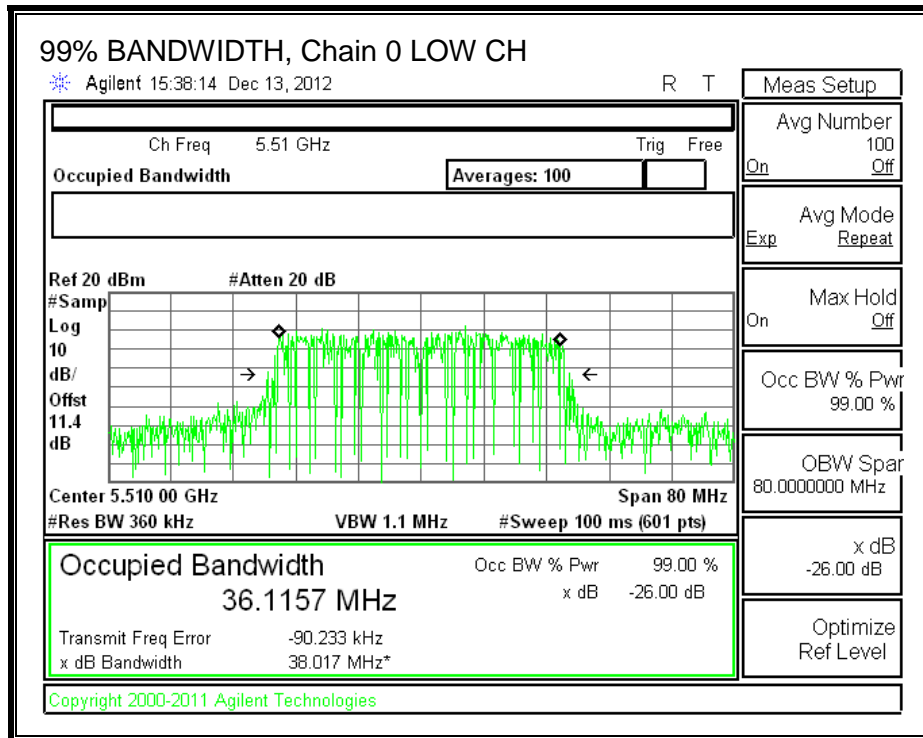 99% BANDWIDTH, Chain 0 LOW CH
Agilent 15:38:14 Dec 13, 2012
R T
Ch Freq 5.51 GHz
Trig Free
Occupied Bandwidth
Averages: 100
Ref 20 dBm
#Atten 20 dB
#Samp
Log
10
dB/
Offst
11.4
dB
Center 5.510 00 GHz
Span 80 MHz
#Res BW 360 kHz
VBW 1.1 MHz
#Sweep 100 ms (601 pts)
Occupied Bandwidth
36.1157 MHz
Occ BW % Pwr 99.00 %
x dB -26.00 dB
Transmit Freq Error -90.233 kHz
x dB Bandwidth 38.017 MHz*
Copyright 2000-2011 Agilent Technologies
Meas Setup
Avg Number
100
On Off
Avg Mode
Exp Repeat
Max Hold
On Off
Occ BW % Pwr
99.00 %
OBW Span
80.0000000 MHz
x dB
-26.00 dB
Optimize
Ref Level